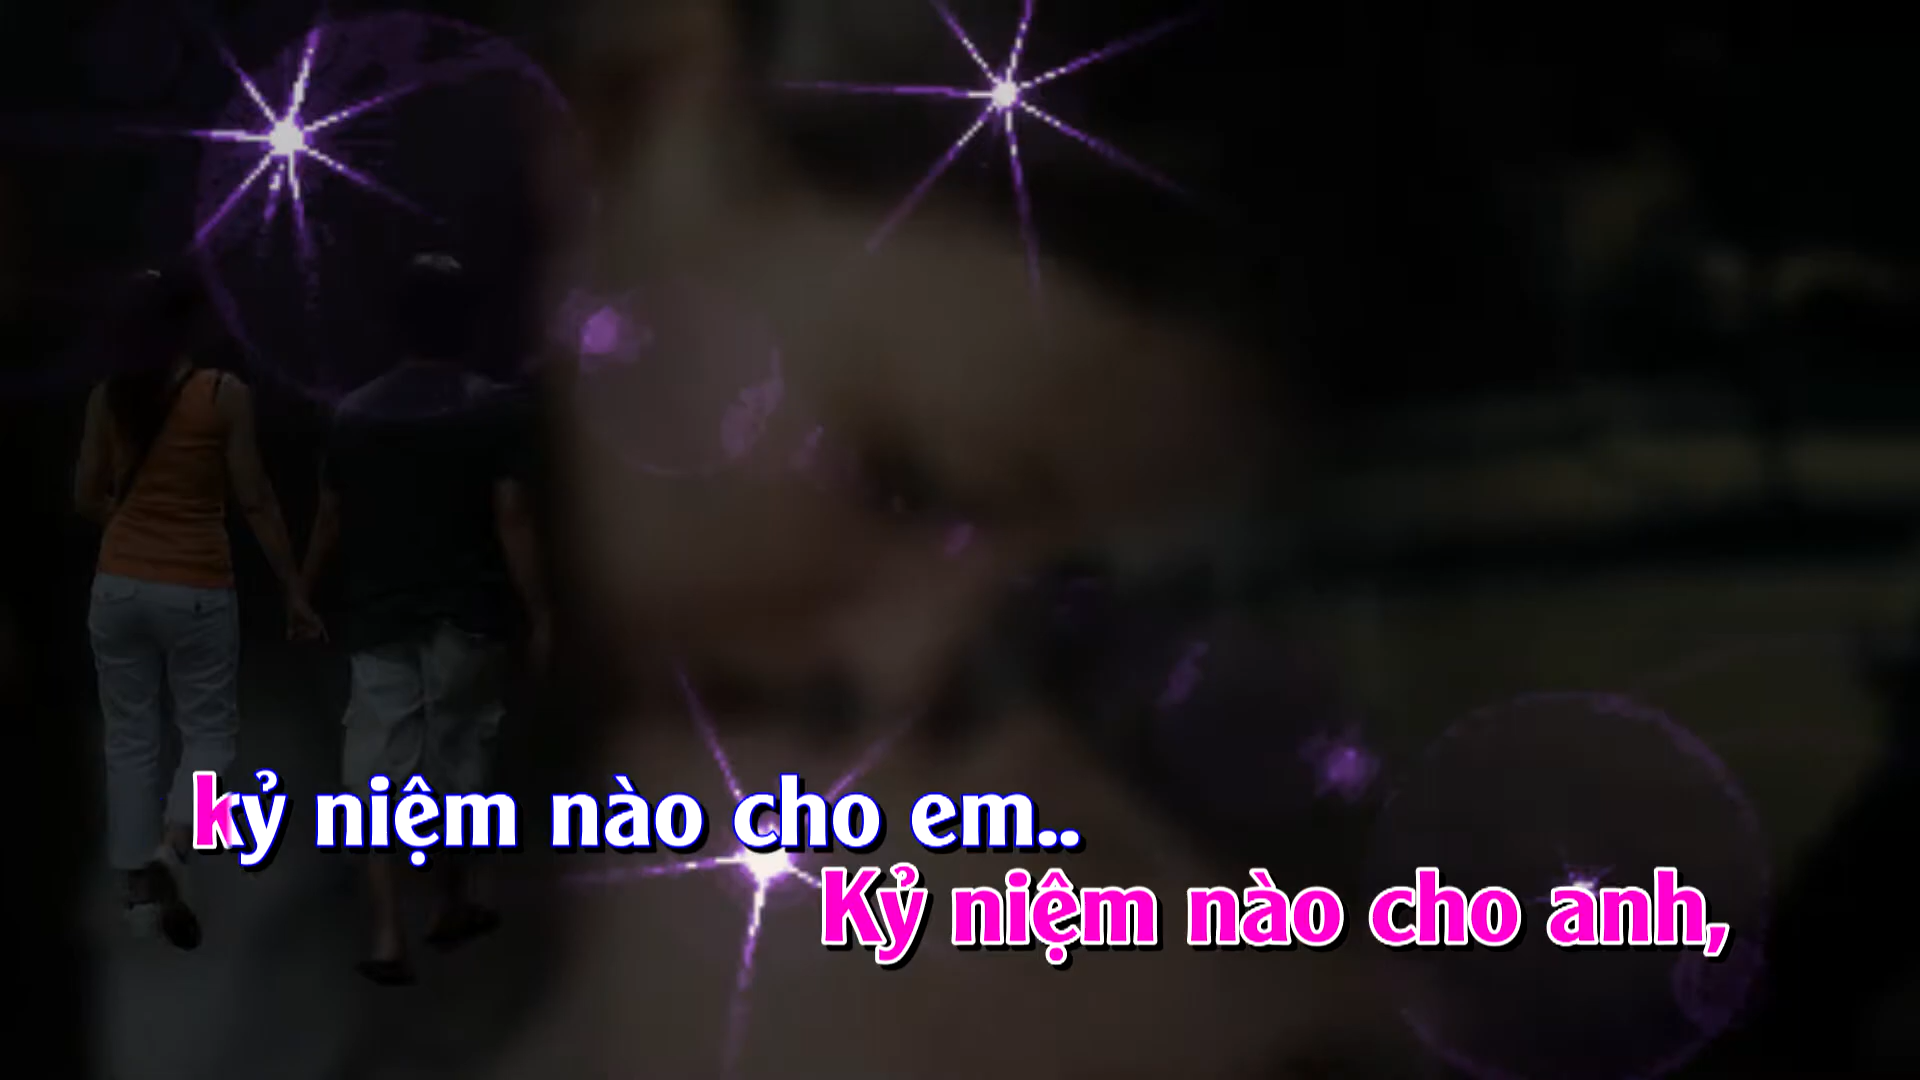 kỷ niệm nào cho em..
Kỷ niệm nào cho anh,